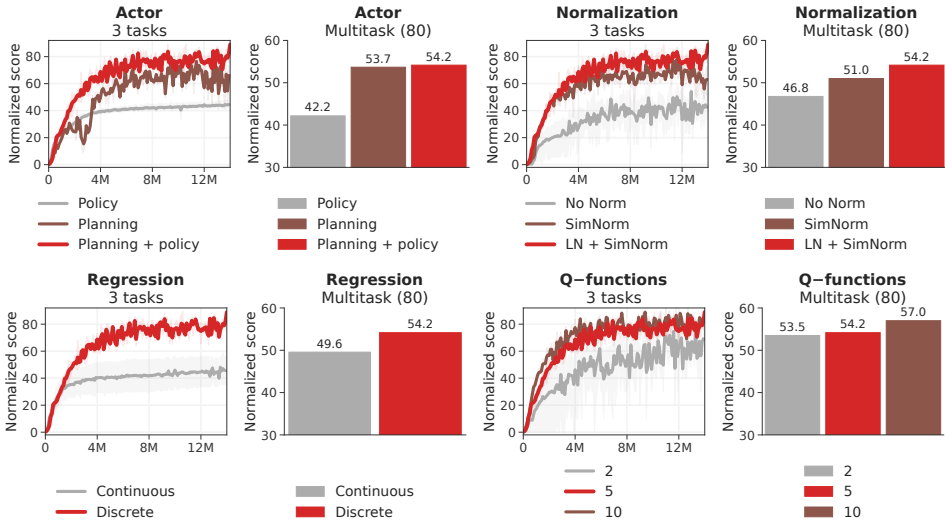 Actor
3 tasks
Normalized score
80
60
40
20
0
0
4M
8M
12M
Policy
Planning
Planning + policy
Actor
Multitask (80)
Normalized score
60
50
40
30
42.2
53.7
54.2
Policy
Planning
Planning + policy
Normalization
3 tasks
Normalized score
80
60
40
20
0
0
4M
8M
12M
No Norm
SimNorm
LN + SimNorm
Normalization
Multitask (80)
Normalized score
60
50
40
30
46.8
51.0
54.2
No Norm
SimNorm
LN + SimNorm
Regression
3 tasks
Normalized score
80
60
40
20
0
0
4M
8M
12M
Continuous
Discrete
Regression
Multitask (80)
Normalized score
60
50
40
30
49.6
54.2
Continuous
Discrete
Q−functions
3 tasks
Normalized score
80
60
40
20
0
0
4M
8M
12M
2
5
10
Q−functions
Multitask (80)
Normalized score
60
50
40
30
53.5
54.2
57.0
2
5
10